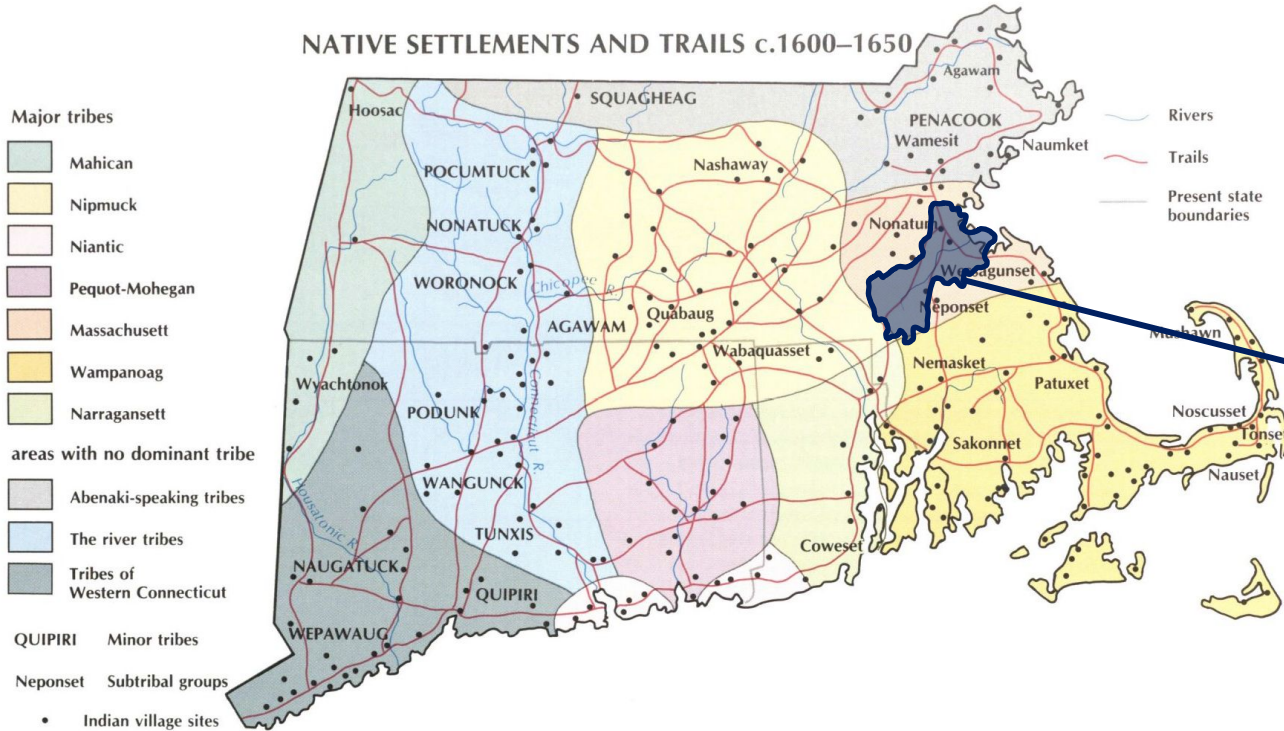 NATIVE SETTLEMENTS AND TRAILS c.1600–1650
Major tribes
Mahican
Nipmuck
Niantic
Pequot-Mohegan
Massachusett
Wampanoag
Narragansett
areas with no dominant tribe
Abenaki-speaking tribes
The river tribes
Tribes of
Western Connecticut
QUIPIRI Minor tribes
Neponset Subtribal groups
Indian village sites
Rivers
Trails
Present state
boundaries
Hoosac
SQUAGHEAG
Agawam
PENACOOK
Wamesit
Naumket
POCUMTUCK
Nashaway
NONATUCK
WORONOCK
Chicopee R.
AGAWAM
Quabaug
Neponset
Wabaquasset
Nemasket
Patuxet
Wyachtonok
PODUNK
Connecticut R.
Noscusset
Sakonnet
Nauset
WANGUNCK
Housatonic R.
TUNXIS
Coweset
NAUGATUCK
QUIPIRI
WEPAWAUG